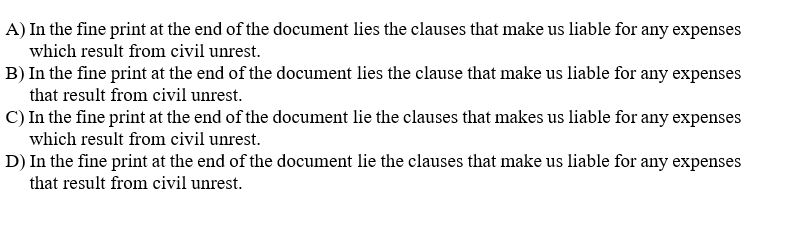 A) In the fine print at the end of the document lies the clauses that make us liable for any expenses
which result from civil unrest.
B) In the fine print at the end of the document lies the clause that make us liable for any expenses
that result from civil unrest.
C) In the fine print at the end of the document lie the clauses that makes us liable for any expenses
which result from civil unrest.
D) In the fine print at the end of the document lie the clauses that make us liable for any expenses
that result from civil unrest.